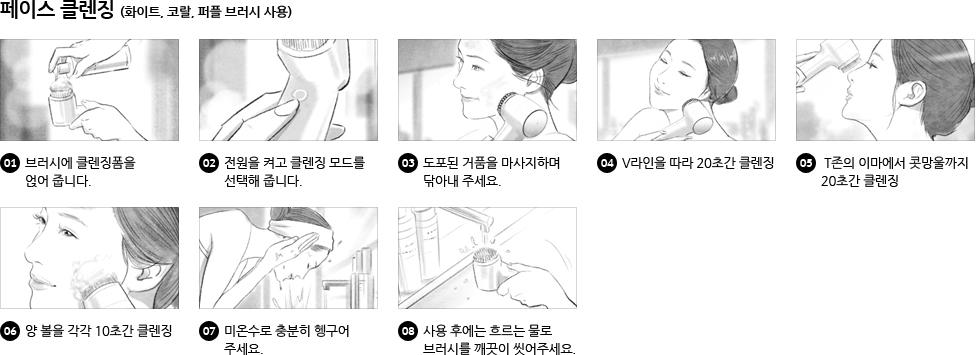 페이스 클렌징 (화이트, 코랄, 퍼플 브러시 사용)
01 브러시에 클렌징폼을
얹어 줍니다.
02 전원을 켜고 클렌징 모드를
선택해 줍니다.
03 도포된 거품을 마사지하며
닦아내 주세요.
04 V라인을 따라 20초간 클렌징
05 T존의 이마에서 콧망울까지
20초간 클렌징
06 양 볼을 각각 10초간 클렌징
07 미온수로 충분히 헹구어
주세요.
08 사용 후에는 흐르는 물로
브러시를 깨끗이 씻어주세요.